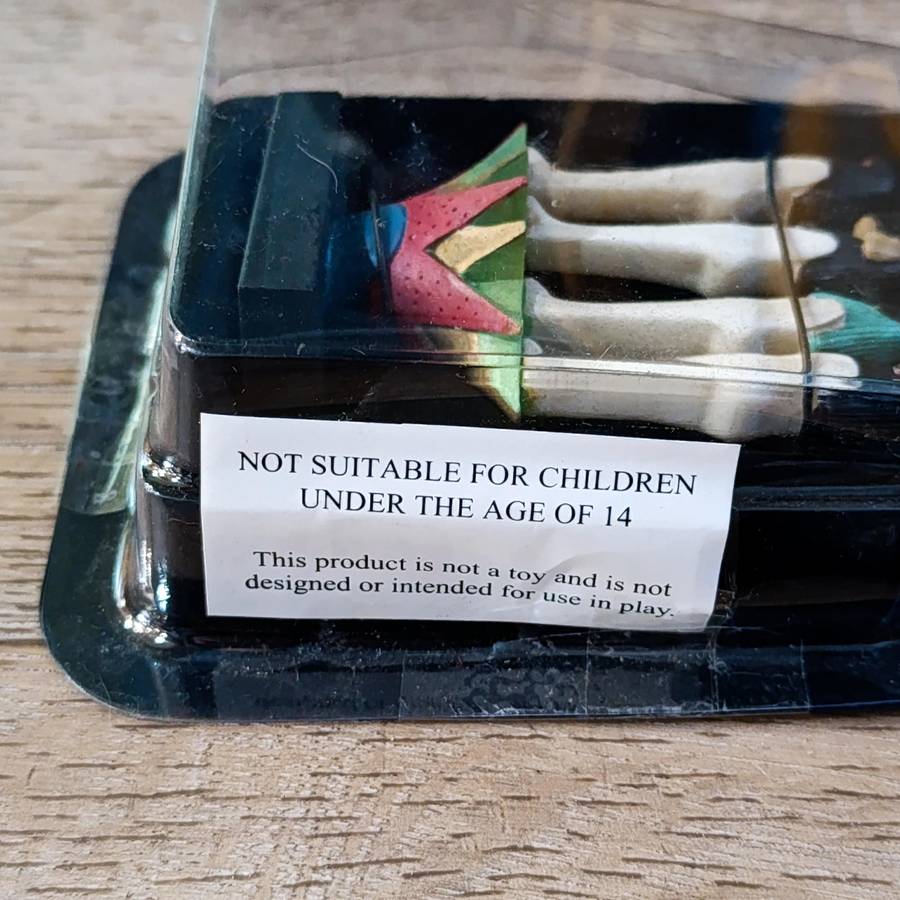 NOT SUITABLE FOR CHILDREN
UNDER THE AGE OF 14
This product is not a toy and is not
designed or intended for use in play.